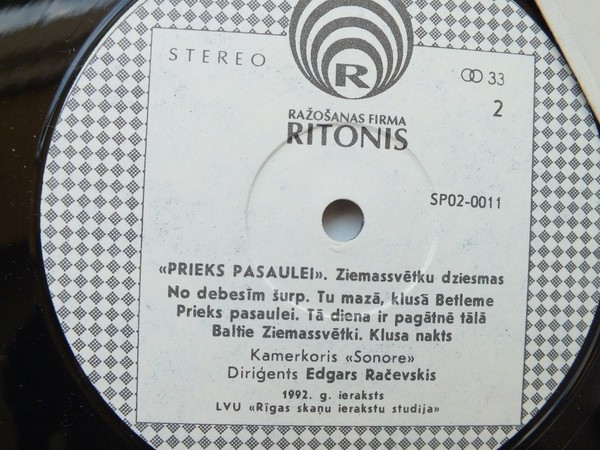 STEREO
R
33
2
RAŽOŠANAS FIRMA
RITONIS
SP02-0011
«PRIEKS PASAULEI». Ziemassvētku dziesmas
No debesīm šurp. Tu mazā, klusā Betleme
Prieks pasaulei. Tā diena ir pagātnē tālā
Baltie Ziemassvētki. Klusa nakts
Kamerkoris «Sonore»
Diriģents Edgars Račevskis
1992. g. ieraksts
LVU «Rīgas skaņu ierakstu studija»